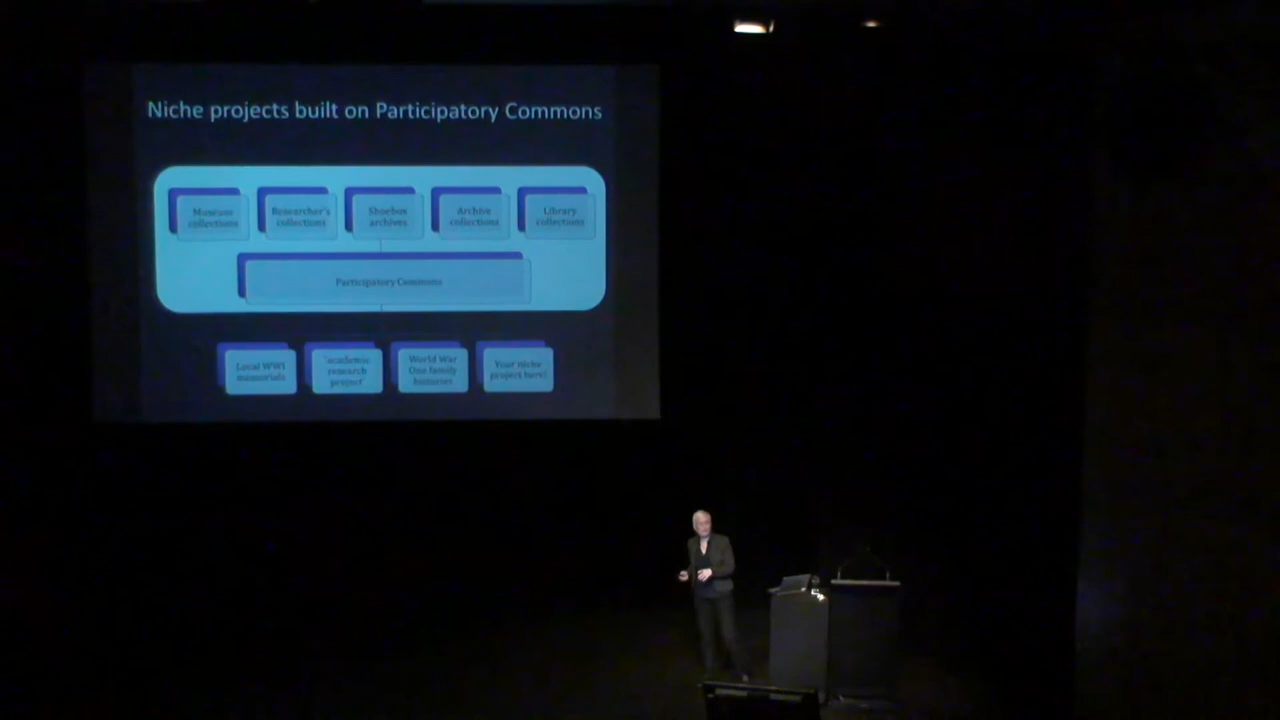 Niche projects built on Participatory Commons
Museum
collections
Researcher's
collections
Shoebox
archives
Archive
collections
Library
collections
Participatory Commons
Local WWI
memorials
'academic
research
project'
World War
One family
histories
Your niche
project here!